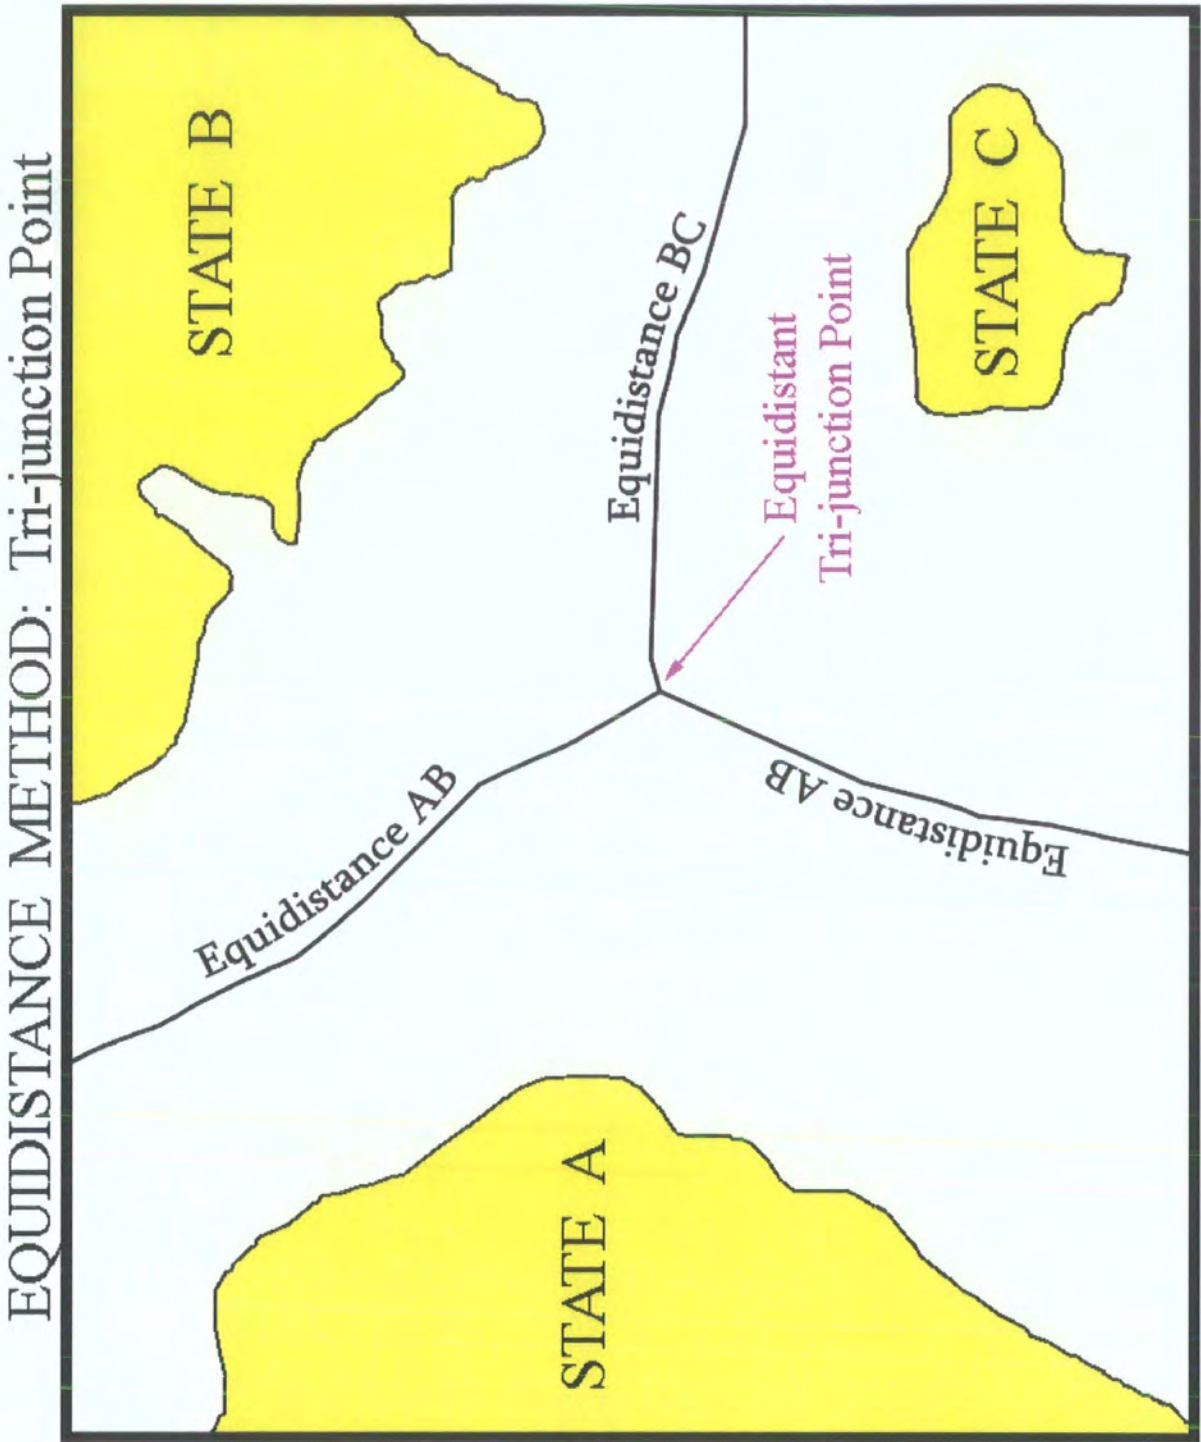 EQUIDISTANCE METHOD: Tri-junction Point
STATE B
Equidistance AB
Equidistance BC
Equidistant
Tri-junction Point
STATE A
Equidistance AB
STATE C